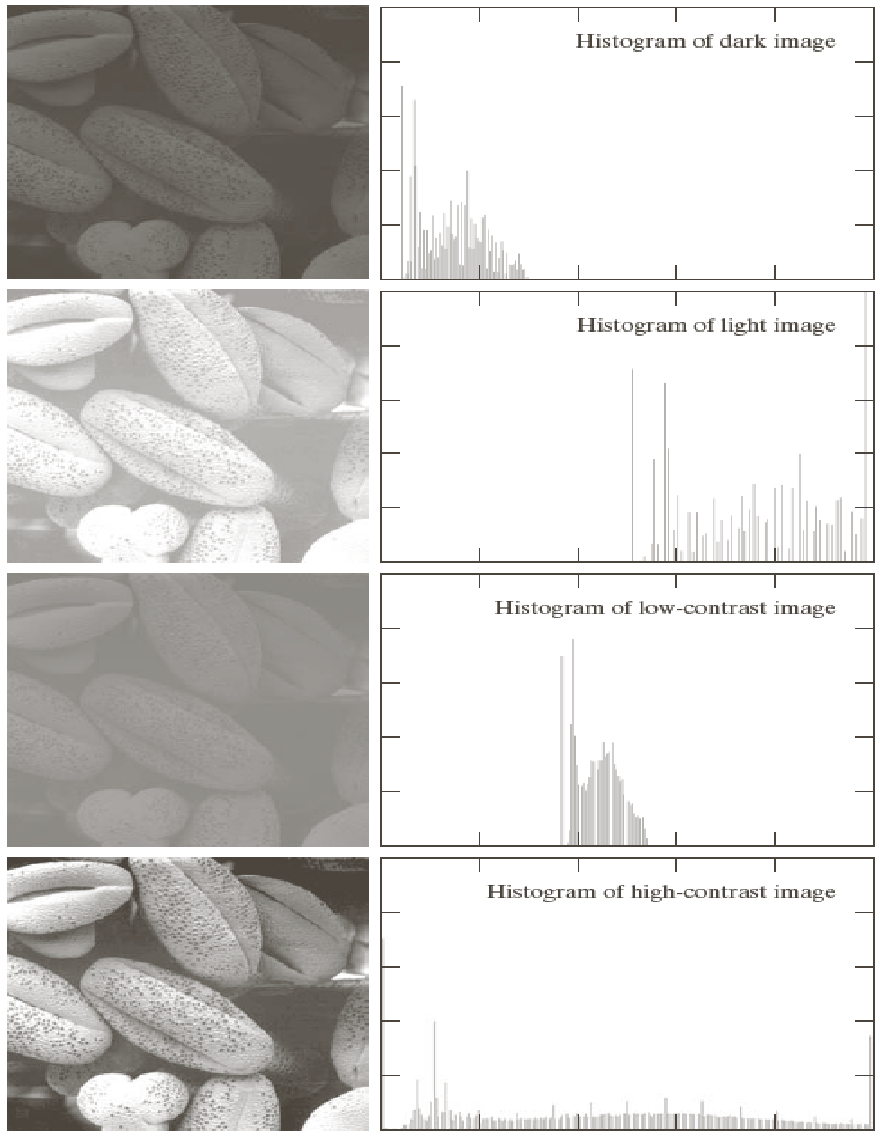 Histogram of dark image
Histogram of light image
Histogram of low-contrast image
Histogram of high-contrast image